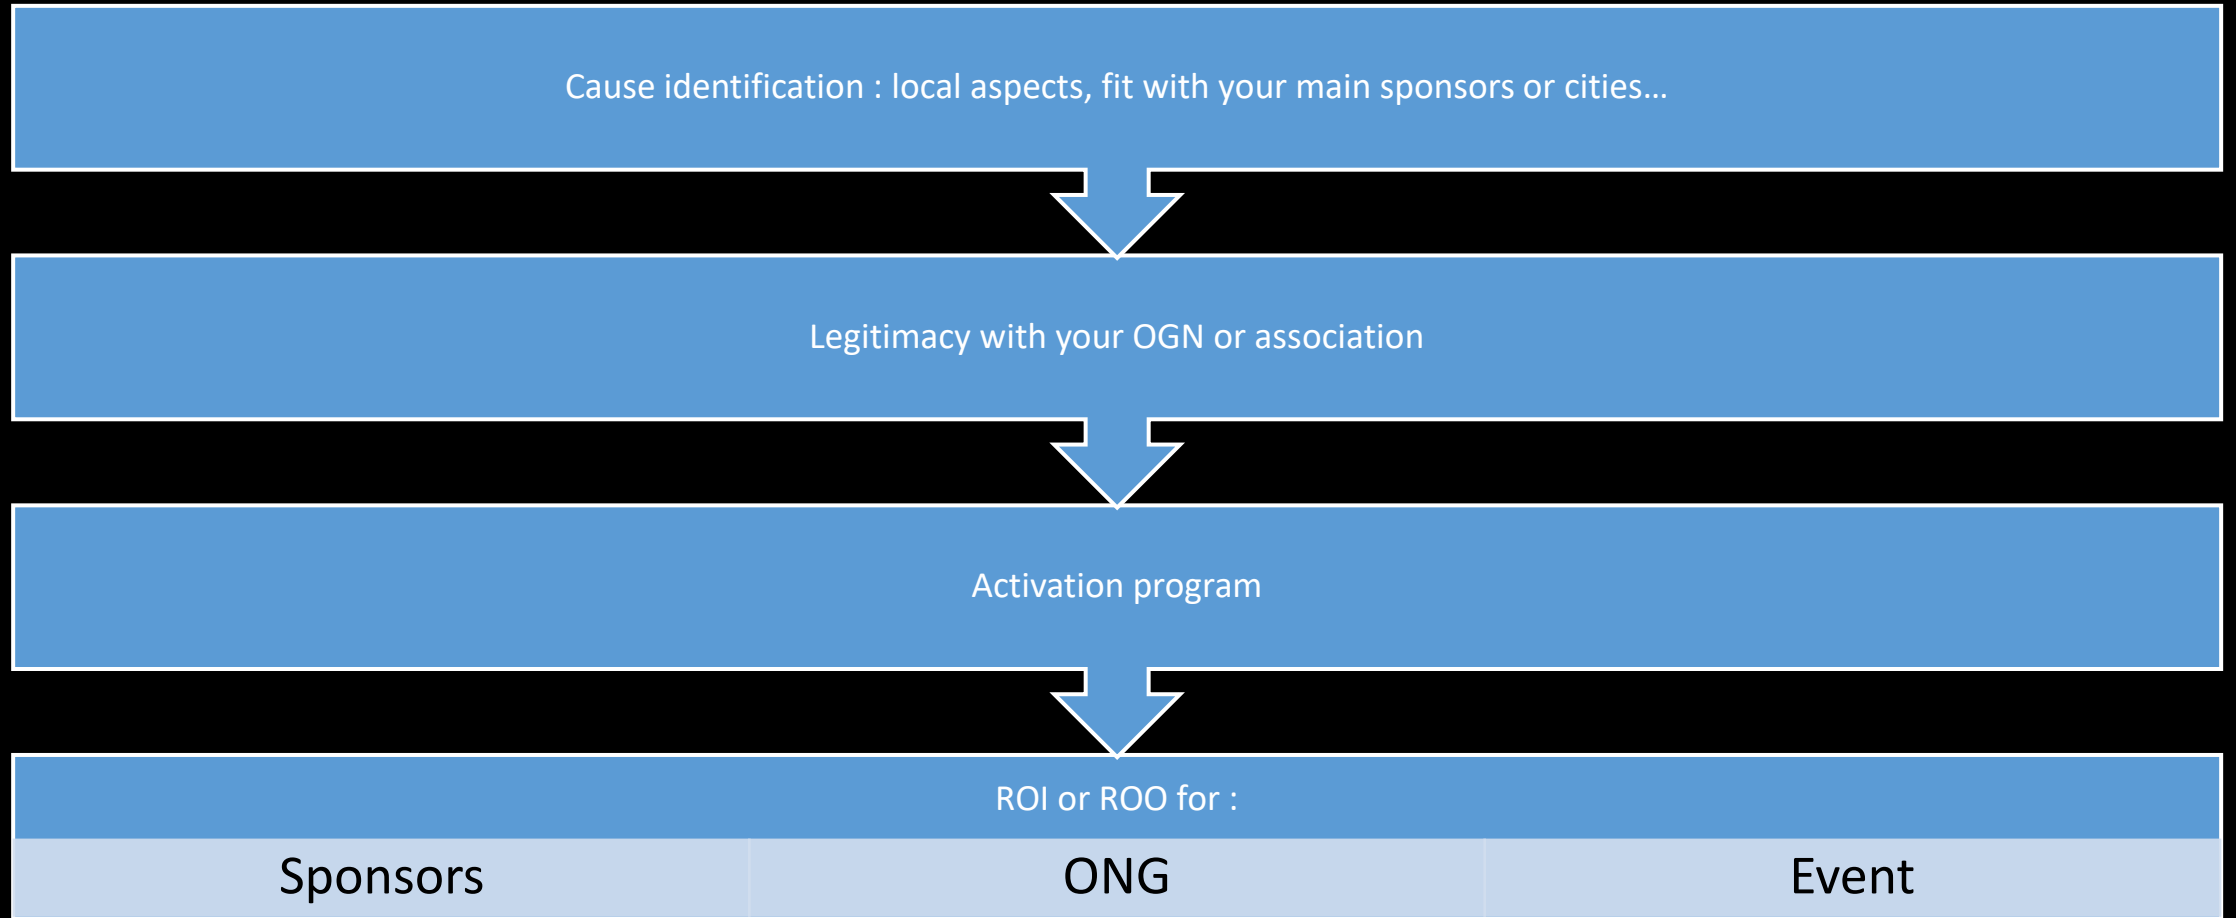 Cause identification : local aspects, fit with your main sponsors or cities…
Legitimacy with your OGN or association
Activation program
ROI or ROO for :
Sponsors
ONG
Event